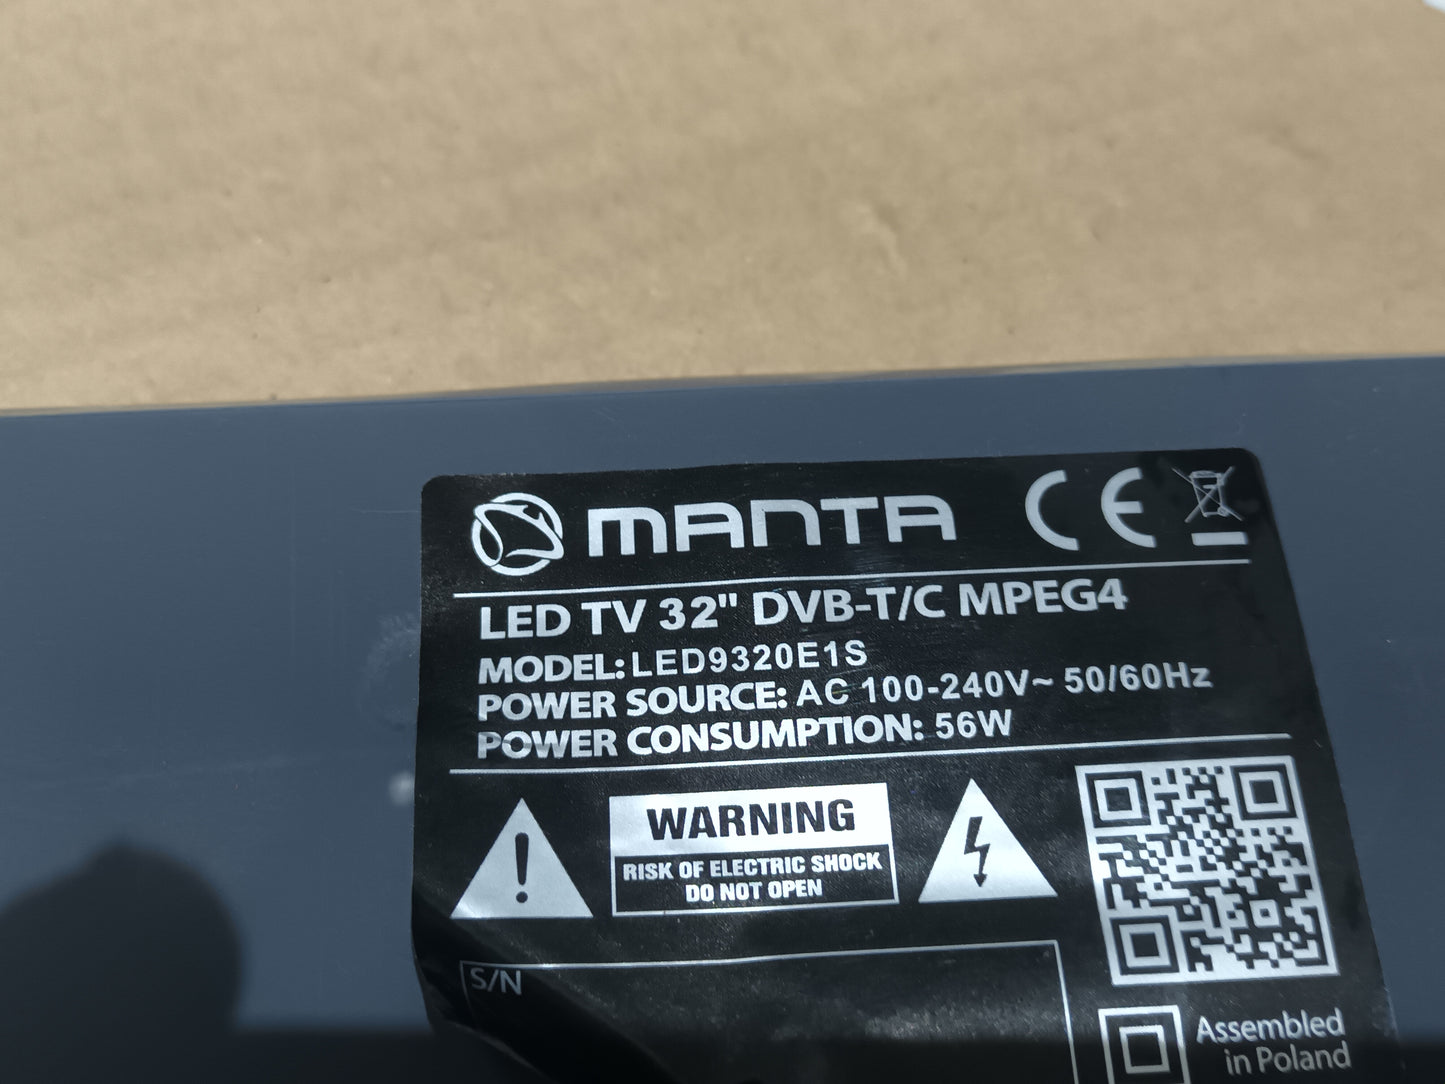 MANTA CE
LED TV 32" DVB-T/C MPEG4
MODEL: LED9320E1S
POWER SOURCE: AC 100-240V~ 50/60Hz
POWER CONSUMPTION: 56W
WARNING
RISK OF ELECTRIC SHOCK
DO NOT OPEN
S/N
Assembled
in Poland